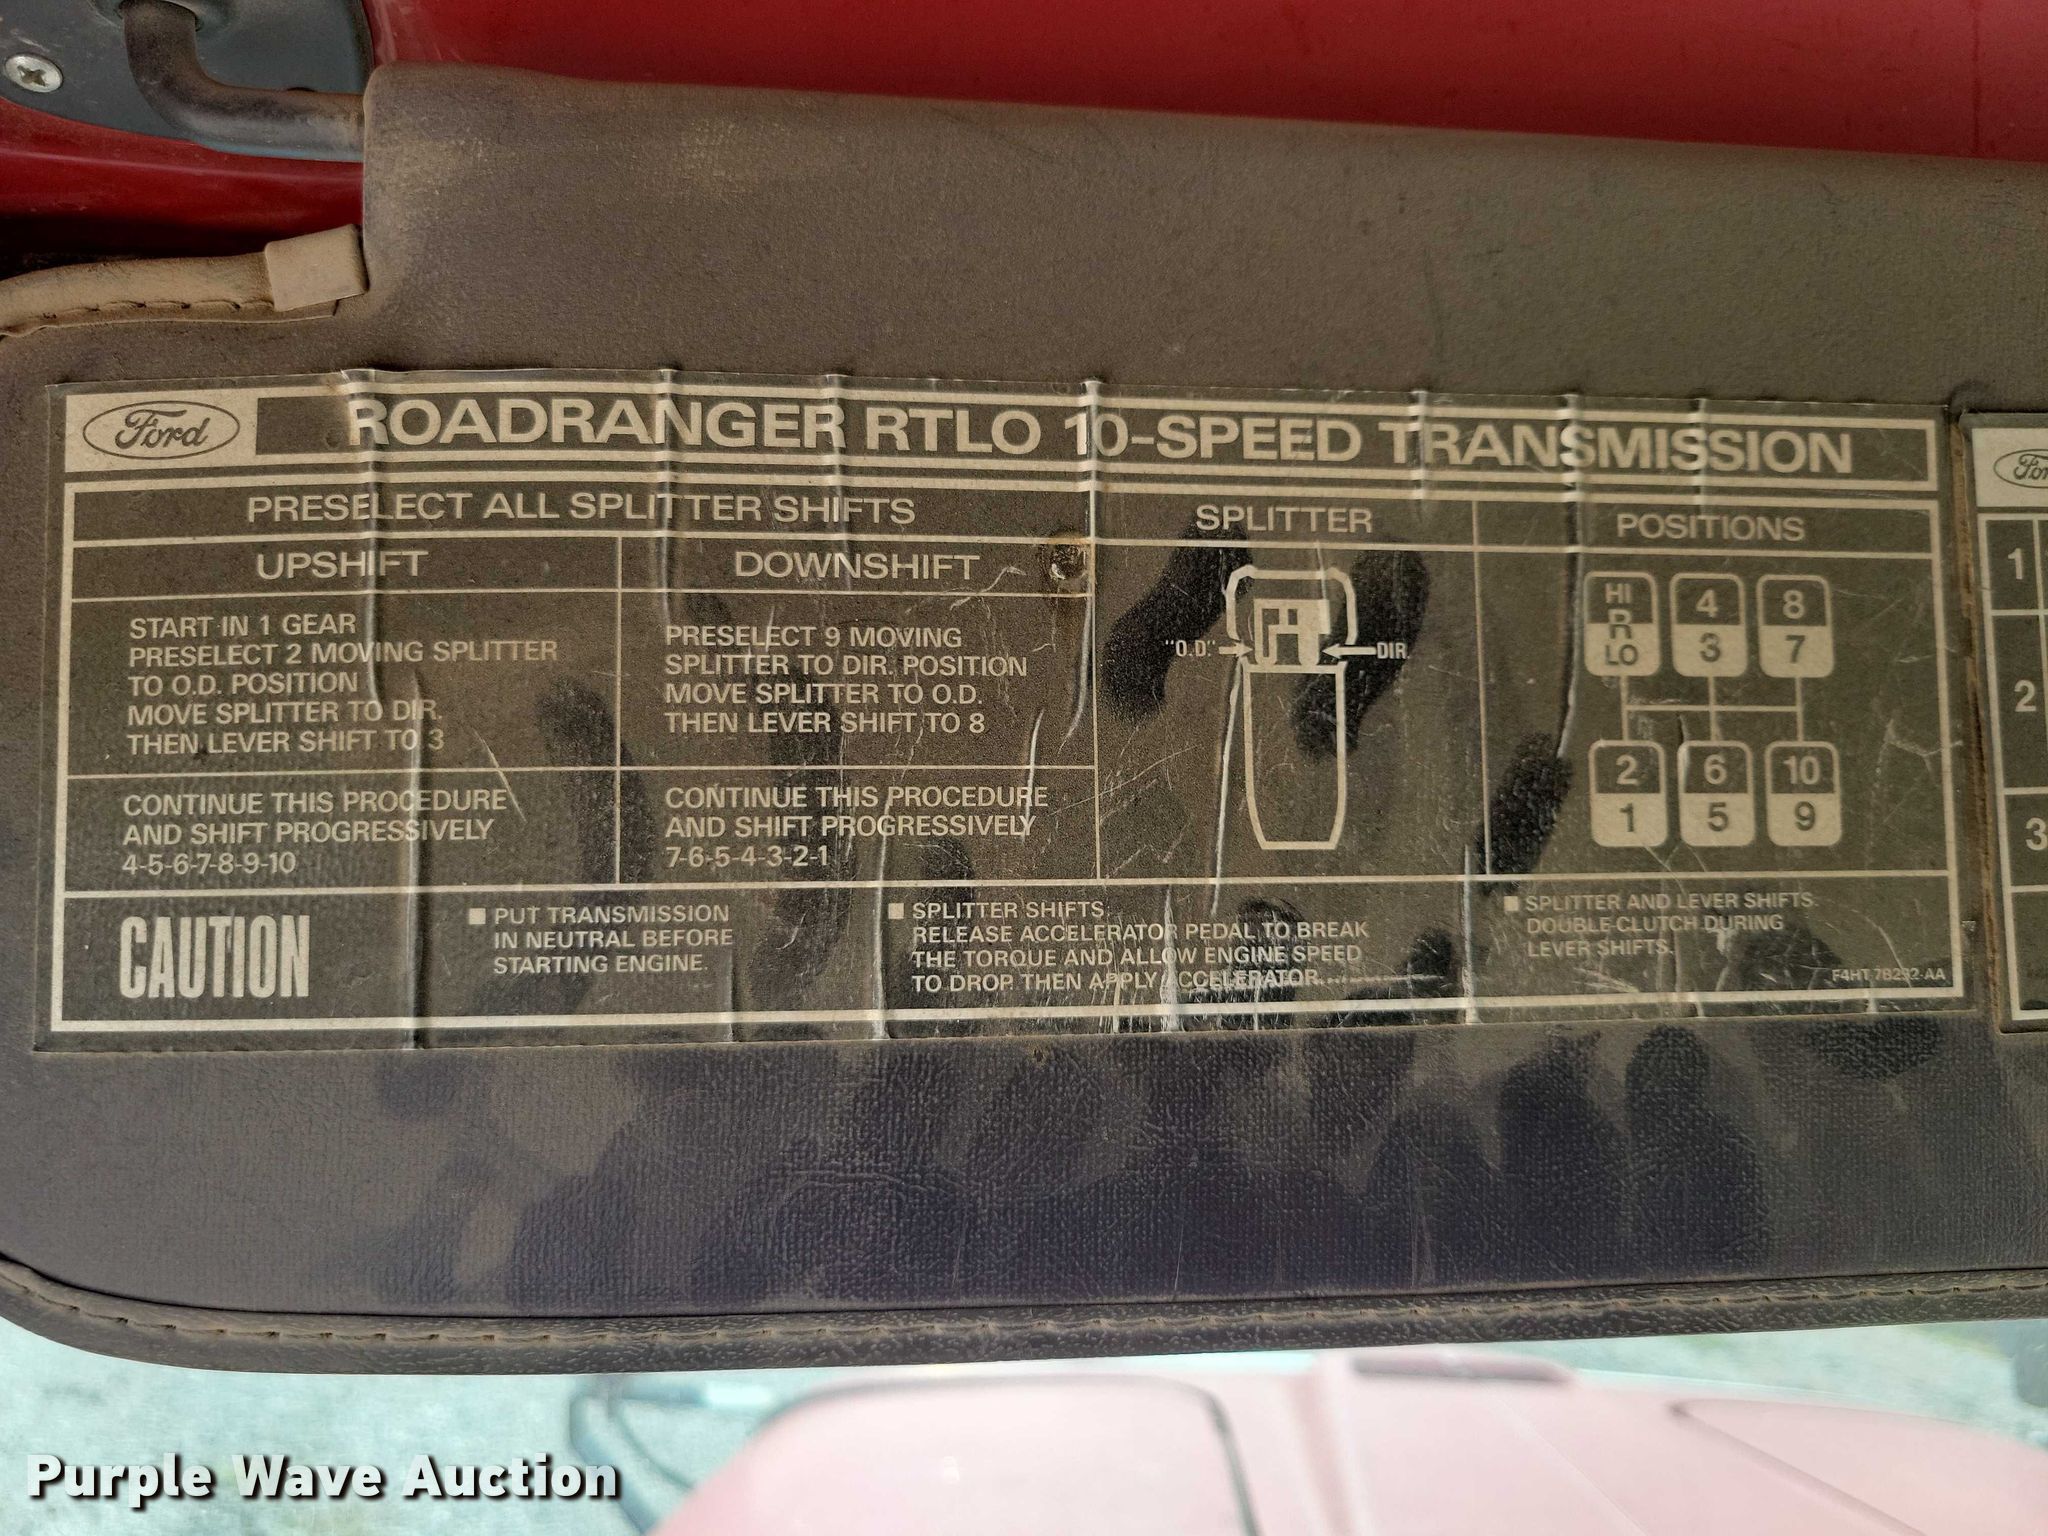 Ford
ROADRANGER RTLO 10-SPEED TRANSMISSION
PRESELECT ALL SPLITTER SHIFTS
SPLITTER
POSITIONS
UPSHIFT
DOWNSHIFT
START IN 1 GEAR
PRESELECT 2 MOVING SPLITTER
TO O.D. POSITION
MOVE SPLITTER TO DIR.
THEN LEVER SHIFT TO 3
PRESELECT 9 MOVING
SPLITTER TO DIR. POSITION
MOVE SPLITTER TO O.D.
THEN LEVER SHIFT TO 8
CONTINUE THIS PROCEDURE
AND SHIFT PROGRESSIVELY
4-5-6-7-8-9-10
CONTINUE THIS PROCEDURE
AND SHIFT PROGRESSIVELY
7-6-5-4-3-2-1
"O.D."
DIR.
HI
R
LO
4
3
8
7
2
1
6
5
10
9
CAUTION
PUT TRANSMISSION
IN NEUTRAL BEFORE
STARTING ENGINE.
SPLITTER SHIFTS.
RELEASE ACCELERATOR PEDAL TO BREAK
THE TORQUE AND ALLOW ENGINE SPEED
TO DROP. THEN APPLY ACCELERATOR.
SPLITTER AND LEVER SHIFTS.
DOUBLE CLUTCH DURING
LEVER SHIFTS.
F4HT 7B232-AA
1
2
3
Purple Wave Auction